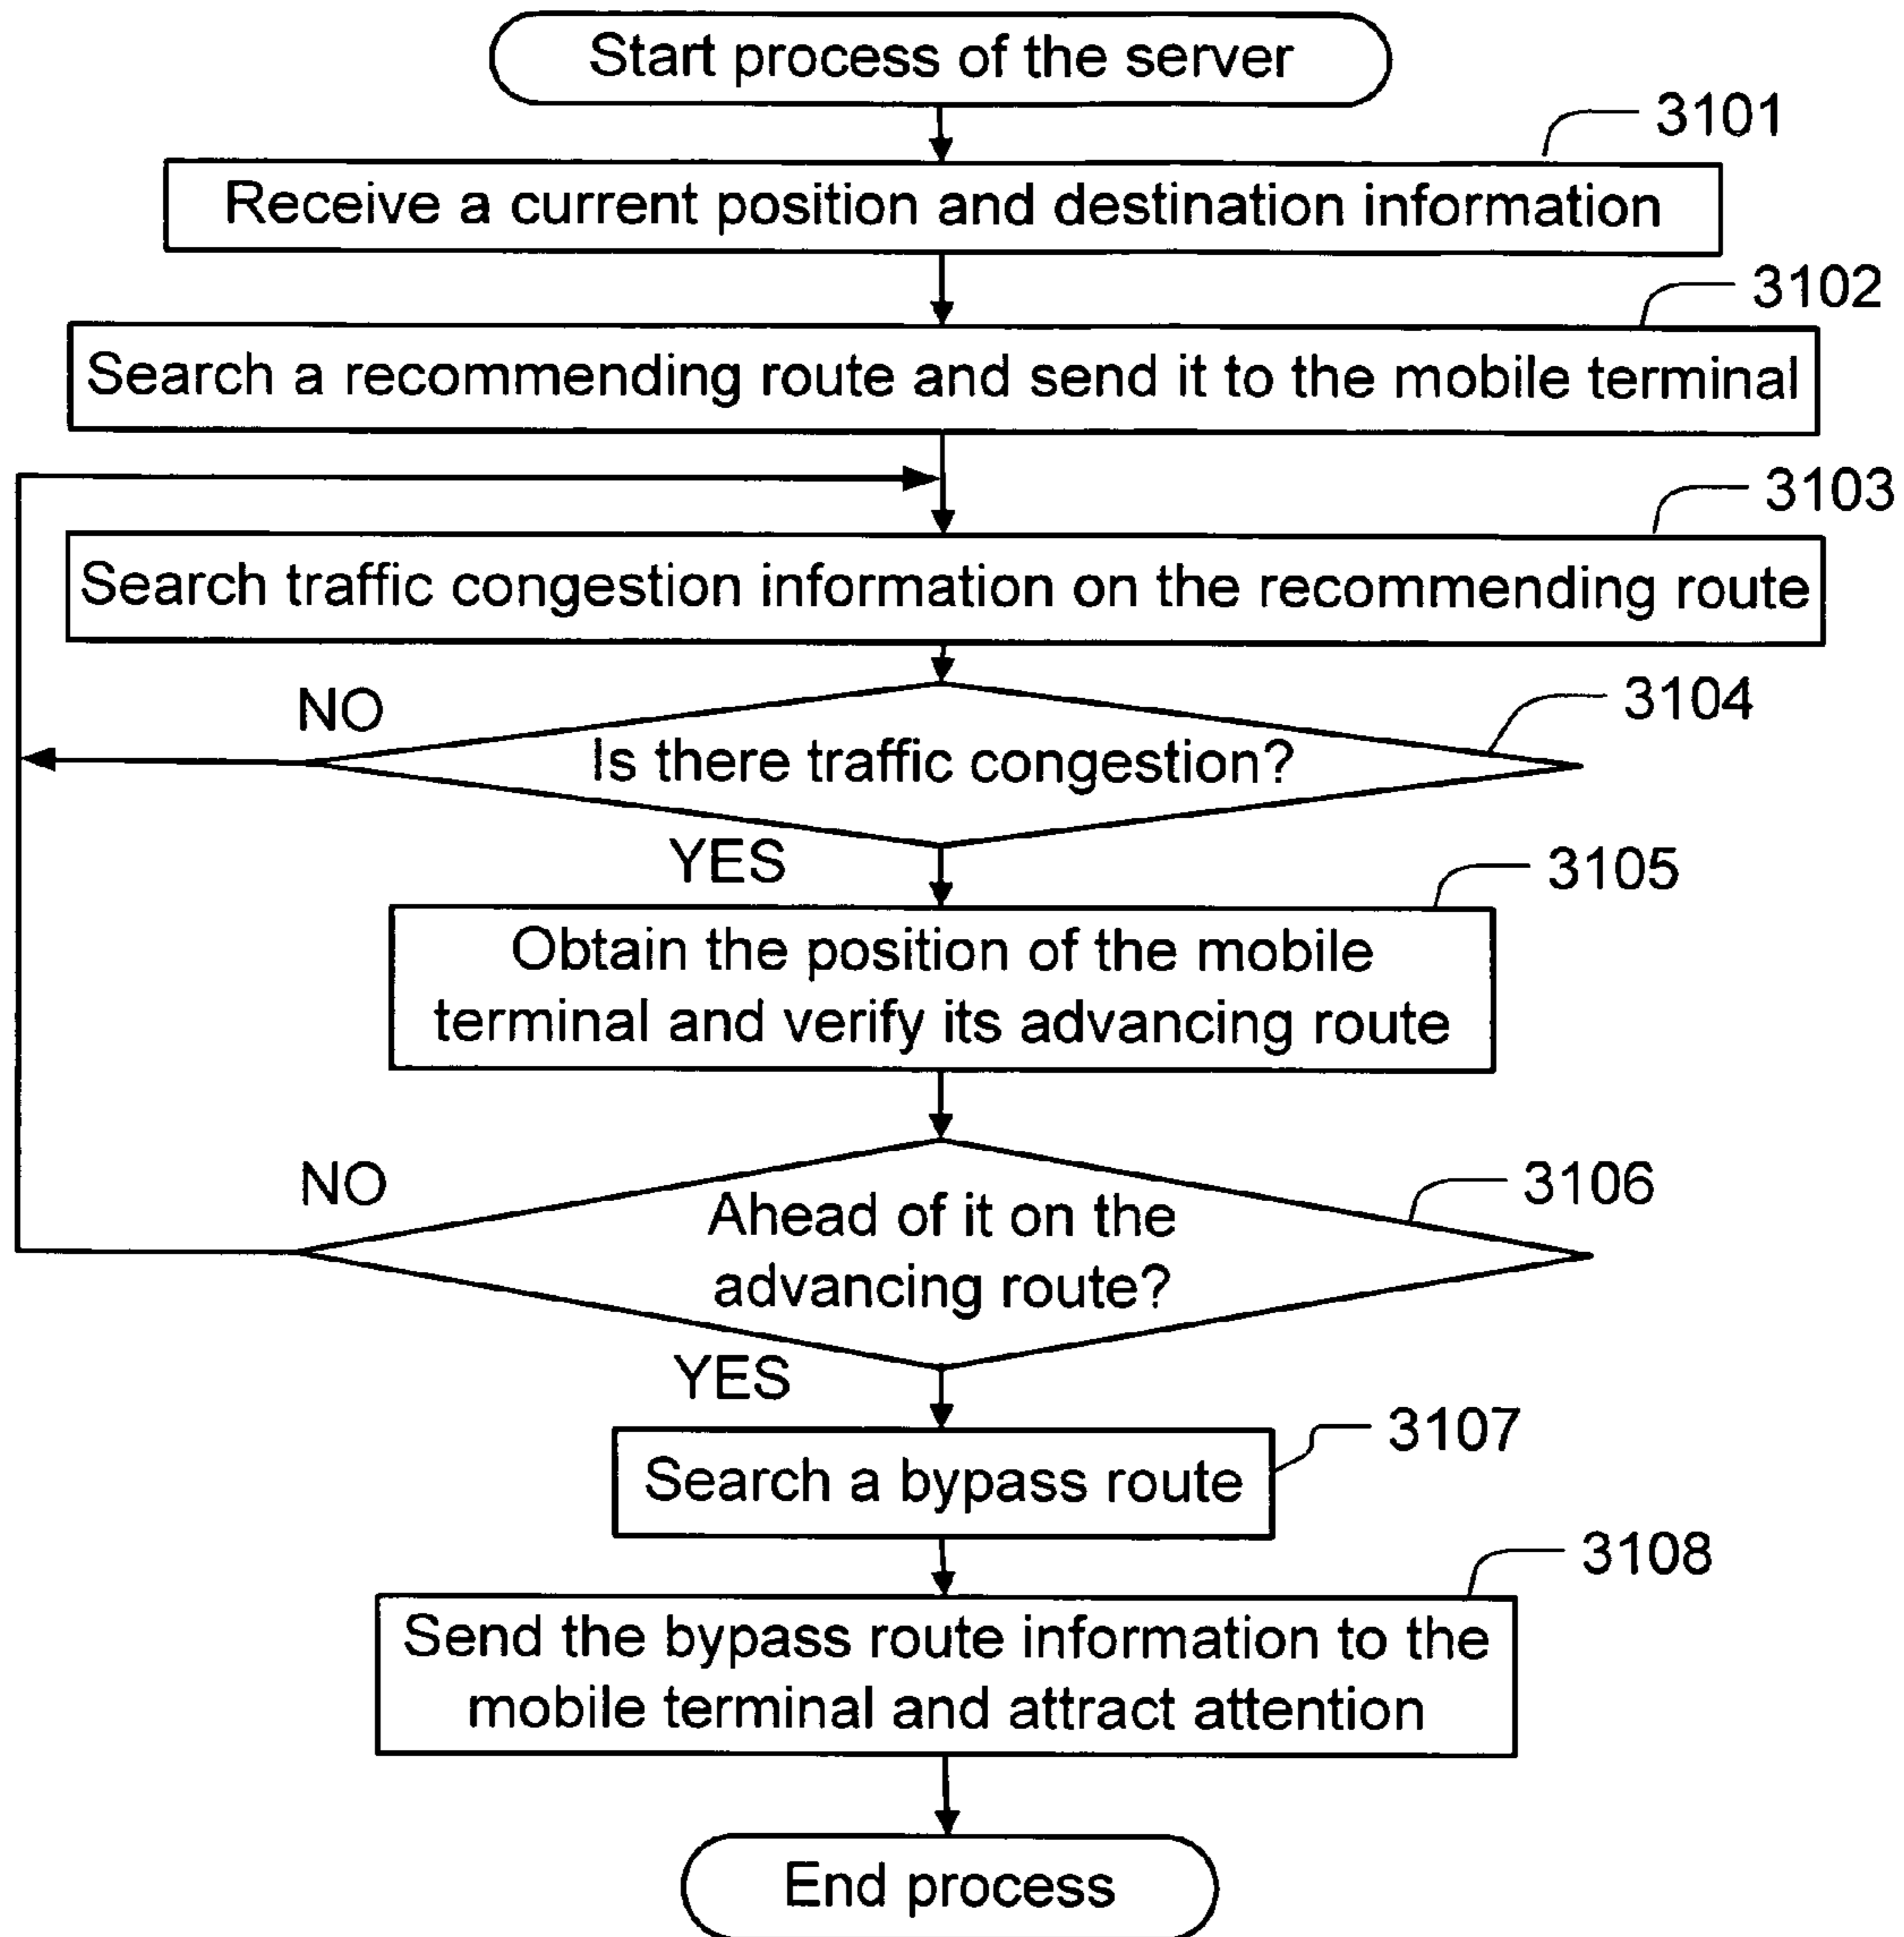 Start process of the server
3101
Receive a current position and destination information
3102
Search a recommending route and send it to the mobile terminal
3103
Search traffic congestion information on the recommending route
NO
3104
Is there traffic congestion?
YES
3105
Obtain the position of the mobile
terminal and verify its advancing route
NO
3106
Ahead of it on the
advancing route?
YES
3107
Search a bypass route
3108
Send the bypass route information to the
mobile terminal and attract attention
End process